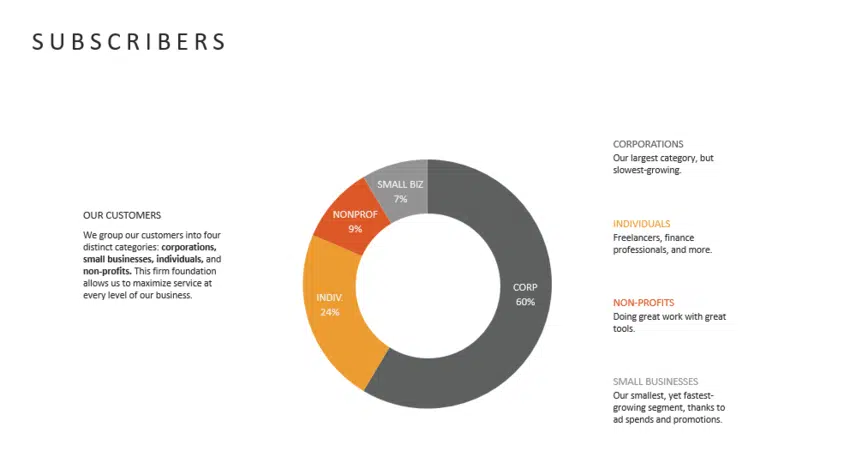 SUBSCRIBERS
OUR CUSTOMERS
We group our customers into four
distinct categories: corporations,
small businesses, individuals, and
non-profits. This firm foundation
allows us to maximize service at
every level of our business.
SMALL BIZ
7%
NONPROF
9%
INDIV.
24%
CORP
60%
CORPORATIONS
Our largest category, but
slowest-growing.
INDIVIDUALS
Freelancers, finance
professionals, and more.
NON-PROFITS
Doing great work with great
tools.
SMALL BUSINESSES
Our smallest, yet fastest-
growing segment, thanks to
ad spends and promotions.